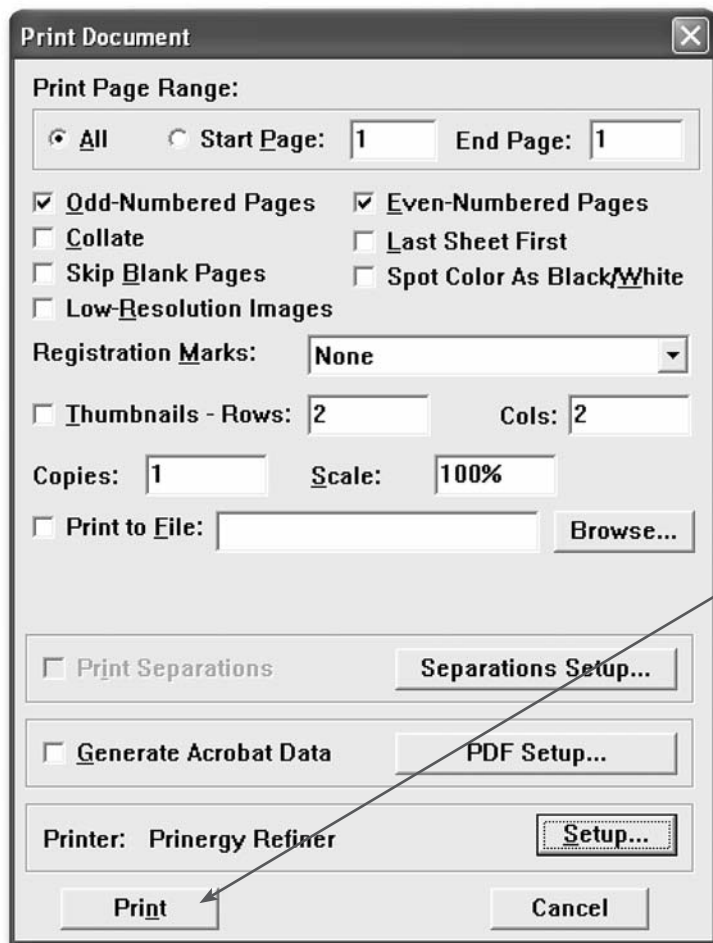 Print Document
Print Page Range:
All Start Page: 1 End Page: 1
Odd-Numbered Pages Even-Numbered Pages
Collate Last Sheet First
Skip Blank Pages Spot Color As Black/White
Low-Resolution Images
Registration Marks: None
Thumbnails - Rows: 2 Cols: 2
Copies: 1 Scale: 100%
Print to File: Browse...
Print Separations Separations Setup...
Generate Acrobat Data PDF Setup...
Printer: Prinergy Refiner Setup...
Print Cancel